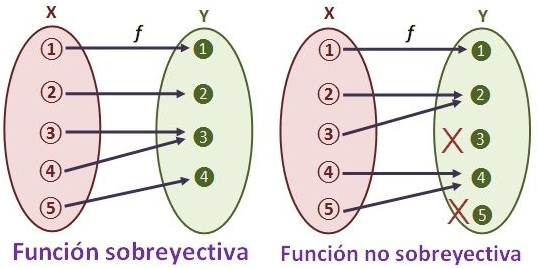 X Y X Y
f f
1 1 1 1
2 2 2 2
3 3 3 X 3
4 4 4 4
5 5 X 5
Función sobreyectiva Función no sobreyectiva